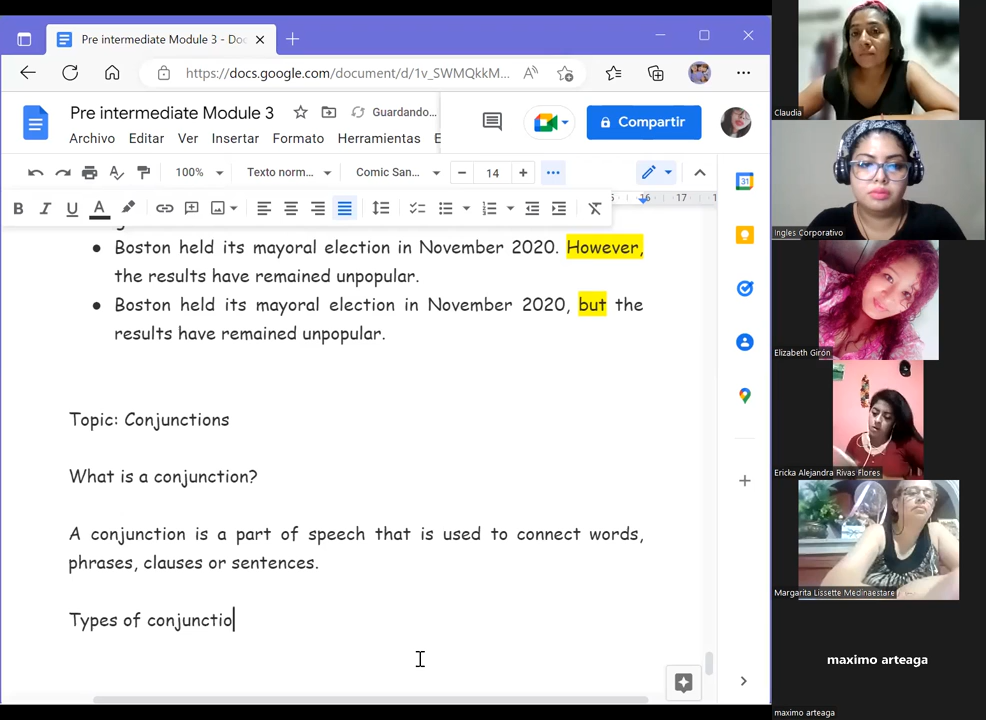 Pre intermediate Module 3 - Doc
https://docs.google.com/document/d/1v_SWMQkkM...
Pre intermediate Module 3
Guardando...
Archivo Editar Ver Insertar Formato Herramientas E
Compartir
100% Texto norm... Comic San... 14
16 17 1
Boston held its mayoral election in November 2020. However,
the results have remained unpopular.
Boston held its mayoral election in November 2020, but the
results have remained unpopular.
Topic: Conjunctions
What is a conjunction?
A conjunction is a part of speech that is used to connect words,
phrases, clauses or sentences.
Types of conjunctio
Claudia
Ingles Corporativo
Elizabeth Girón
Ericka Alejandra Rivas Flores
Margarita Lissette Medinaestare
maximo arteaga
maximo arteaga